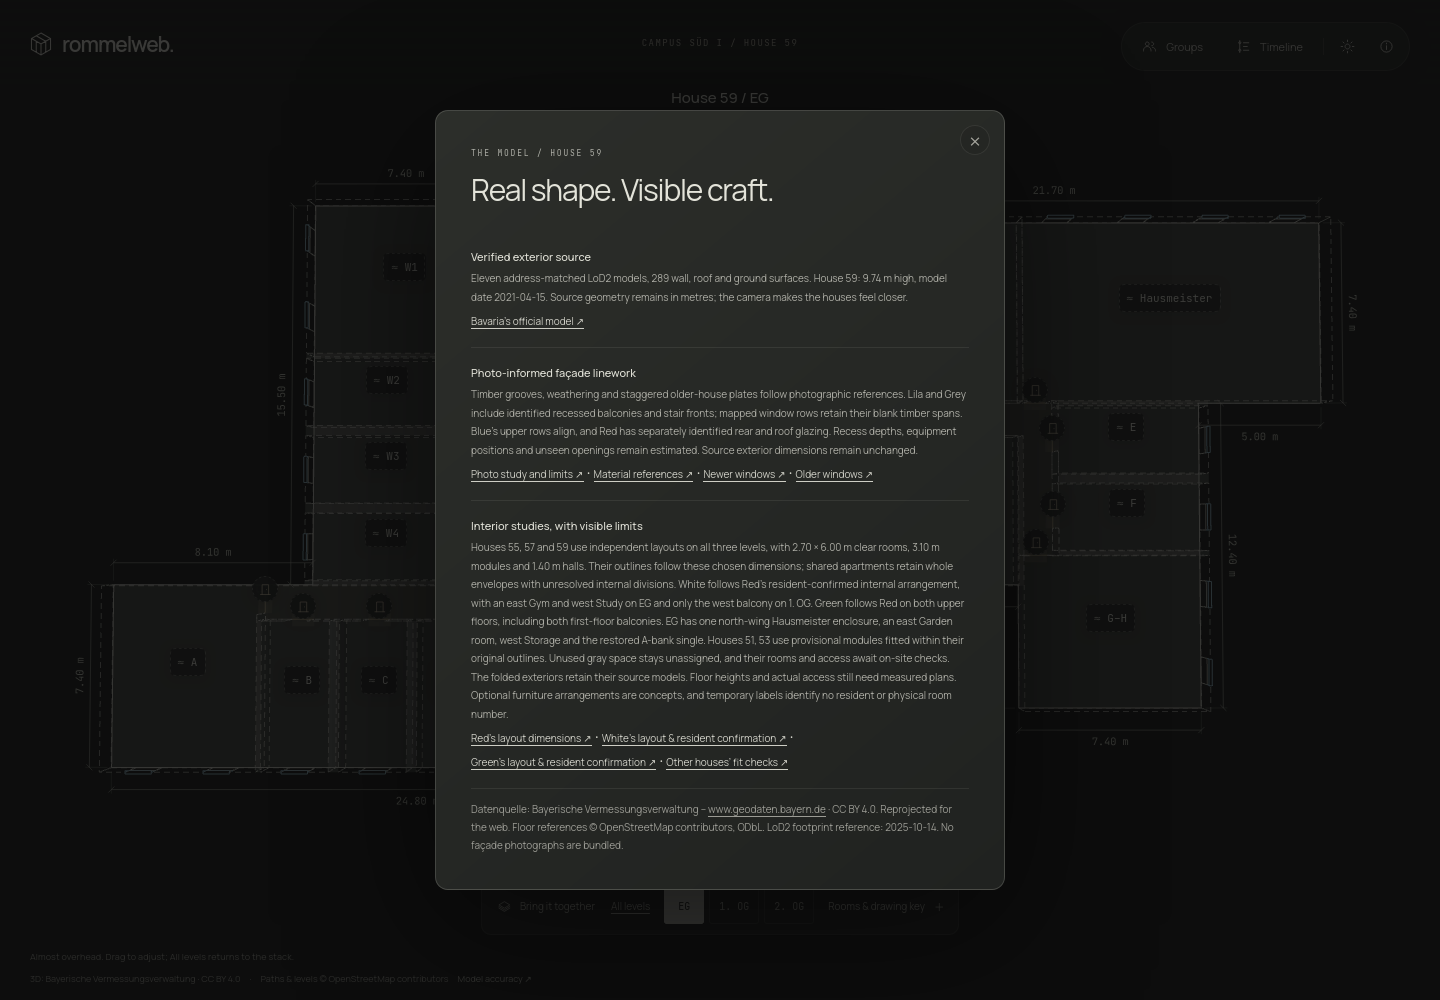 rommelweb.
CAMPUS SÜD I / HOUSE 59
Groups
Timeline
House 59 / EG
THE MODEL / HOUSE 59
Real shape. Visible craft.
Verified exterior source
Eleven address-matched LoD2 models, 289 wall, roof and ground surfaces. House 59: 9.74 m high, model
date 2021-04-15. Source geometry remains in metres; the camera makes the houses feel closer.
Bavaria's official model ↗
Photo-informed façade linework
Timber grooves, weathering and staggered older-house plates follow photographic references. Lila and Grey
include identified recessed balconies and stair fronts; mapped window rows retain their blank timber spans.
Blue's upper rows align, and Red has separately identified rear and roof glazing. Recess depths, equipment
positions and unseen openings remain estimated. Source exterior dimensions remain unchanged.
Photo study and limits ↗ · Material references ↗ · Newer windows ↗ · Older windows ↗
Interior studies, with visible limits
Houses 55, 57 and 59 use independent layouts on all three levels, with 2.70 × 6.00 m clear rooms, 3.10 m
modules and 1.40 m halls. Their outlines follow these chosen dimensions; shared apartments retain whole
envelopes with unresolved internal divisions. White follows Red's resident-confirmed internal arrangement,
with an east Gym and west Study on EG and only the west balcony on 1. OG. Green follows Red on both upper
floors, including both first-floor balconies. EG has one north-wing Hausmeister enclosure, an east Garden
room, west Storage and the restored A-bank single. Houses 51, 53 use provisional modules fitted within their
original outlines. Unused gray space stays unassigned, and their rooms and access await on-site checks.
The folded exteriors retain their source models. Floor heights and actual access still need measured plans.
Optional furniture arrangements are concepts, and temporary labels identify no resident or physical room
number.
Red's layout dimensions ↗ · White's layout & resident confirmation ↗ ·
Green's layout & resident confirmation ↗ · Other houses' fit checks ↗
Datenquelle: Bayerische Vermessungsverwaltung – www.geodaten.bayern.de · CC BY 4.0. Reprojected for
the web. Floor references © OpenStreetMap contributors, ODbL. LoD2 footprint reference: 2025-10-14. No
façade photographs are bundled.
7.40 m
15.50 m
≈ W1
≈ W2
≈ W3
≈ W4
8.10 m
7.40 m
≈ A
≈ B
≈ C
24.80
21.70 m
≈ Hausmeister
7.40 m
5.00 m
≈ E
≈ F
12.40 m
≈ G-H
7.40 m
Bring it together
All levels
EG
1. OG
2. OG
Rooms & drawing key +
Almost overhead. Drag to adjust. All levels returns to the stack.
3D: Bayerische Vermessungsverwaltung · CC BY 4.0
Paths & levels © OpenStreetMap contributors
Model accuracy ↗